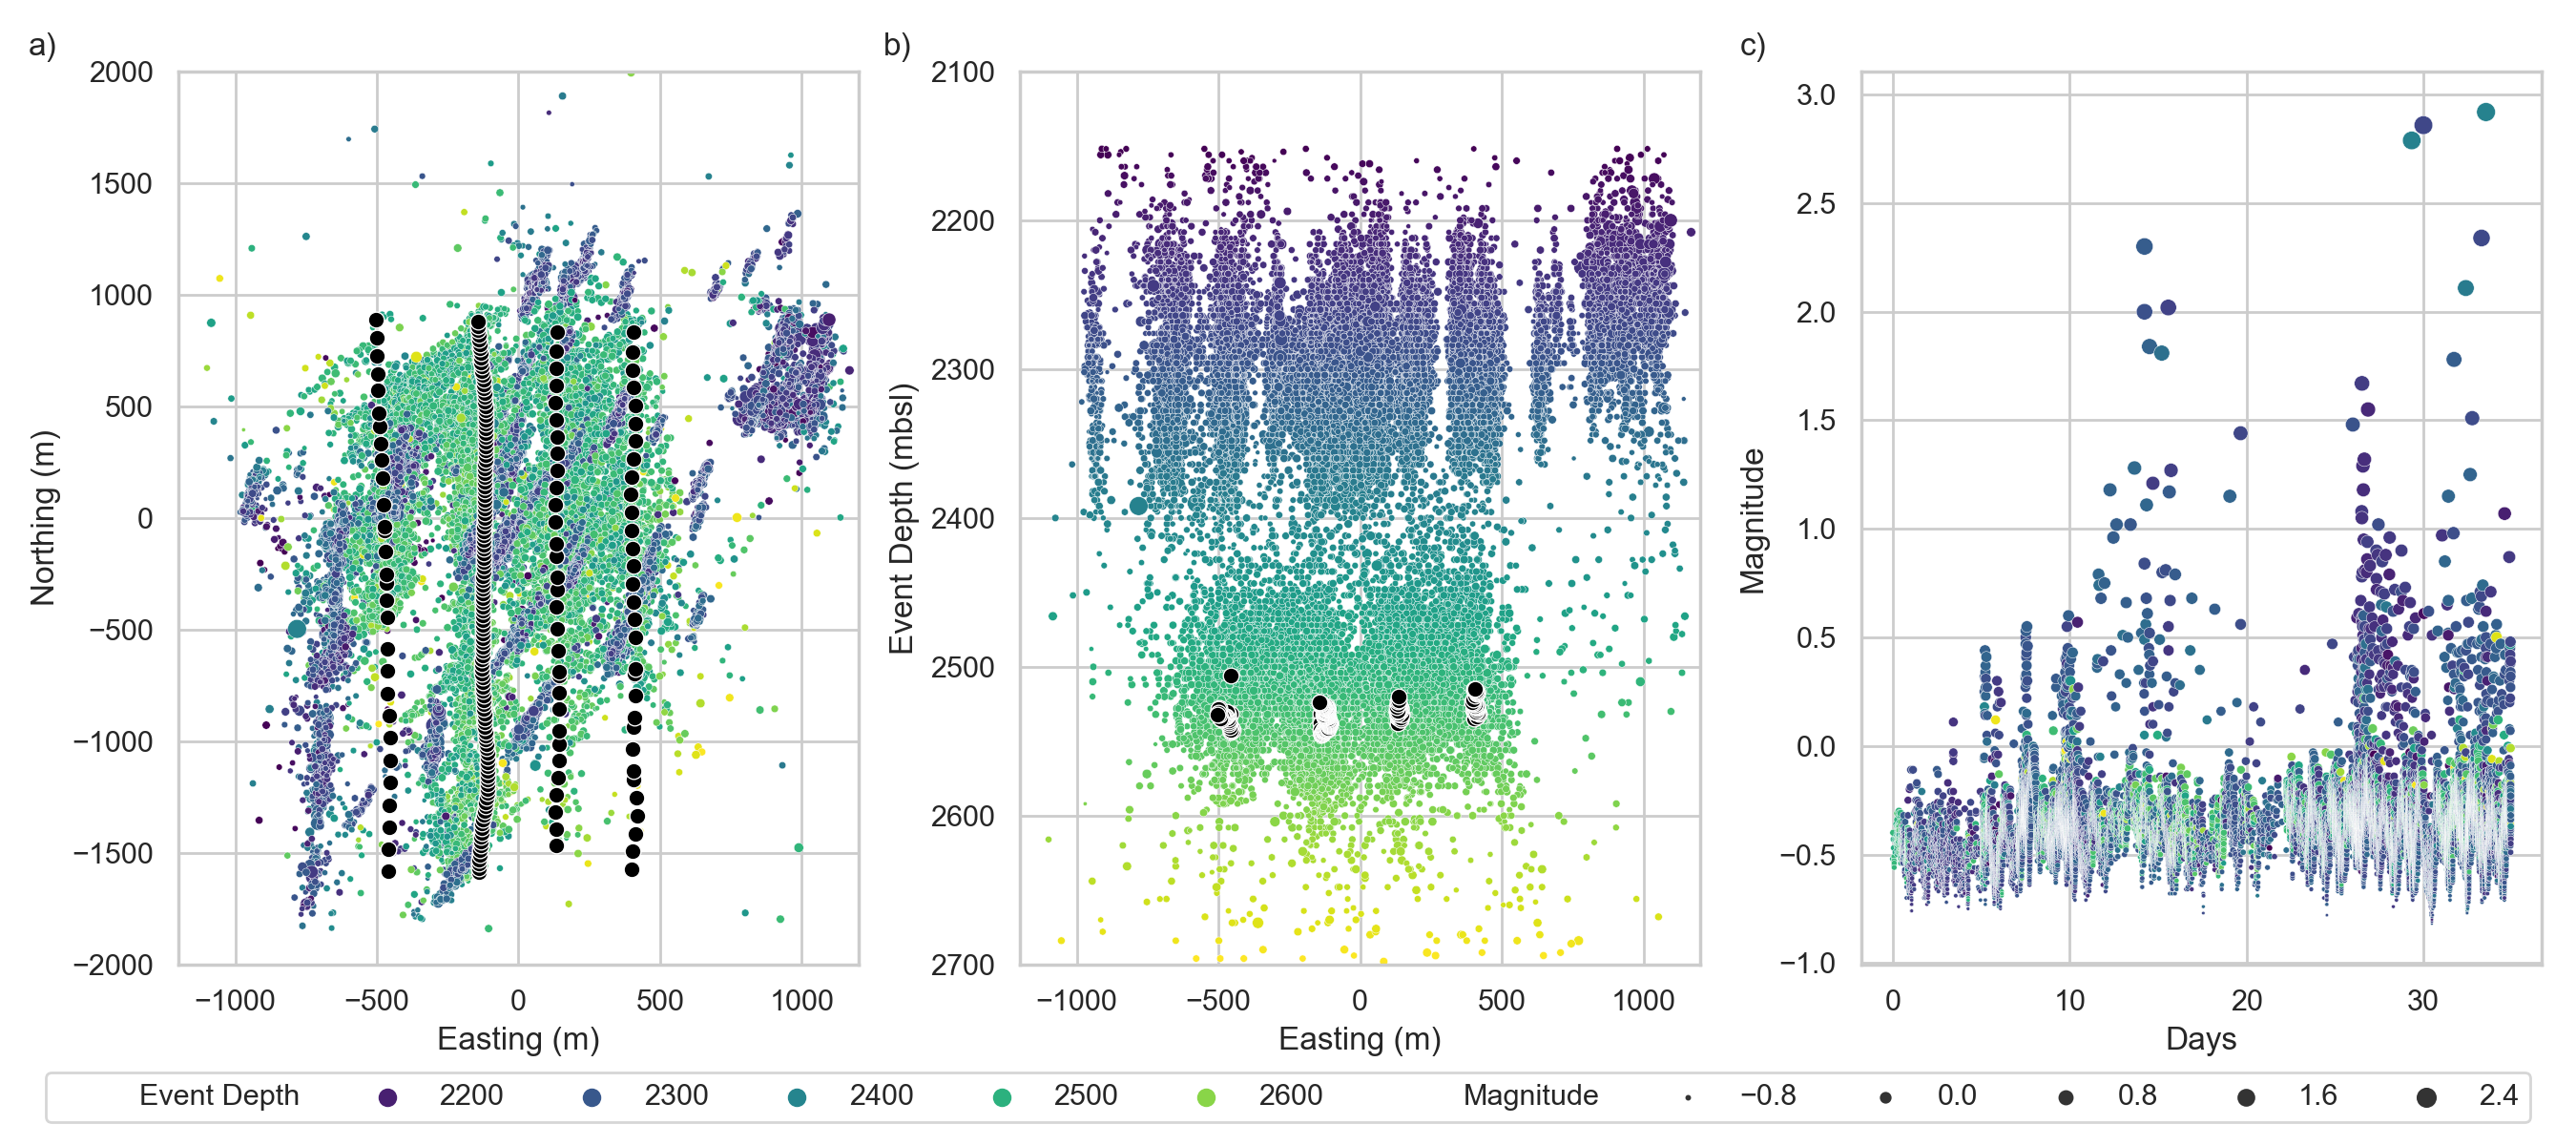 a)
2000
1500
1000
500
0
−500
−1000
−1500
−2000
Northing (m)
−1000 −500 0 500 1000
Easting (m)
b)
2100
2200
2300
2400
2500
2600
2700
Event Depth (mbsl)
−1000 −500 0 500 1000
Easting (m)
c)
3.0
2.5
2.0
1.5
1.0
0.5
0.0
−0.5
−1.0
Magnitude
0 10 20 30
Days
Event Depth 2200 2300 2400 2500 2600 Magnitude −0.8 0.0 0.8 1.6 2.4